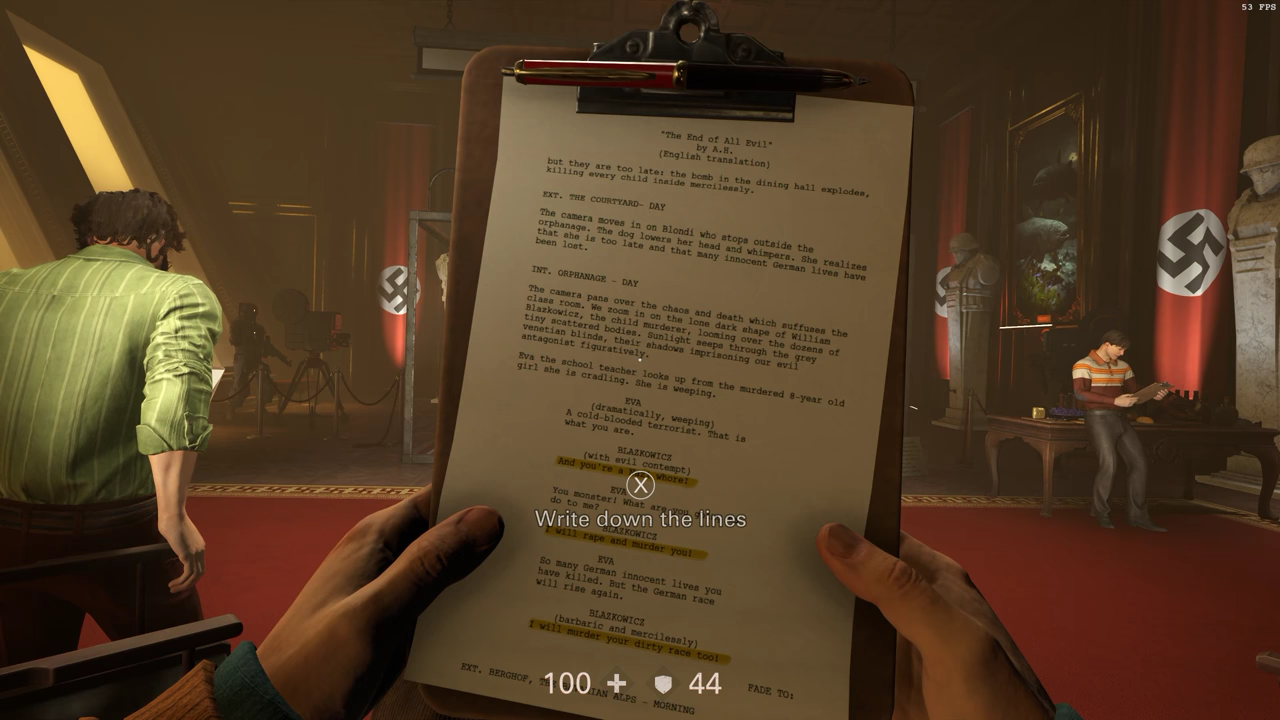 53 FPS
"The End of All Evil"
by A.H.
(English translation)
but they are too late: the bomb in the dining hall explodes,
killing every child inside mercilessly.
EXT. THE COURTYARD- DAY
The camera moves in on Blondi who stops outside the
orphanage. The dog lowers her head and whimpers. She realizes
that she is too late and that many innocent German lives have
been lost.
INT. ORPHANAGE - DAY
The camera pans over the chaos and death which suffuses the
class room. We zoom in on the lone dark shape of William
Blazkowicz, the child murderer, looming over the dozens of
tiny scattered bodies. Sunlight seeps through the grey
venetian blinds, their shadows imprisoning our evil
antagonist figuratively.
Eva the school teacher looks up from the murdered 8-year old
girl she is cradling. She is weeping.
EVA
(dramatically, weeping)
A cold-blooded terrorist. That is
what you are.
BLAZKOWICZ
(with evil contempt)
And you're a whore!
X
EVA
You monster! What are you
do to me?
Write down the lines
BLAZKOWICZ
I will rape and murder you!
EVA
So many German innocent lives you
have killed. But the German race
will rise again.
BLAZKOWICZ
(barbaric and mercilessly)
I will murder your dirty race too!
FADE TO:
EXT. BERGHOF, ALPS - MORNING
100 + 44